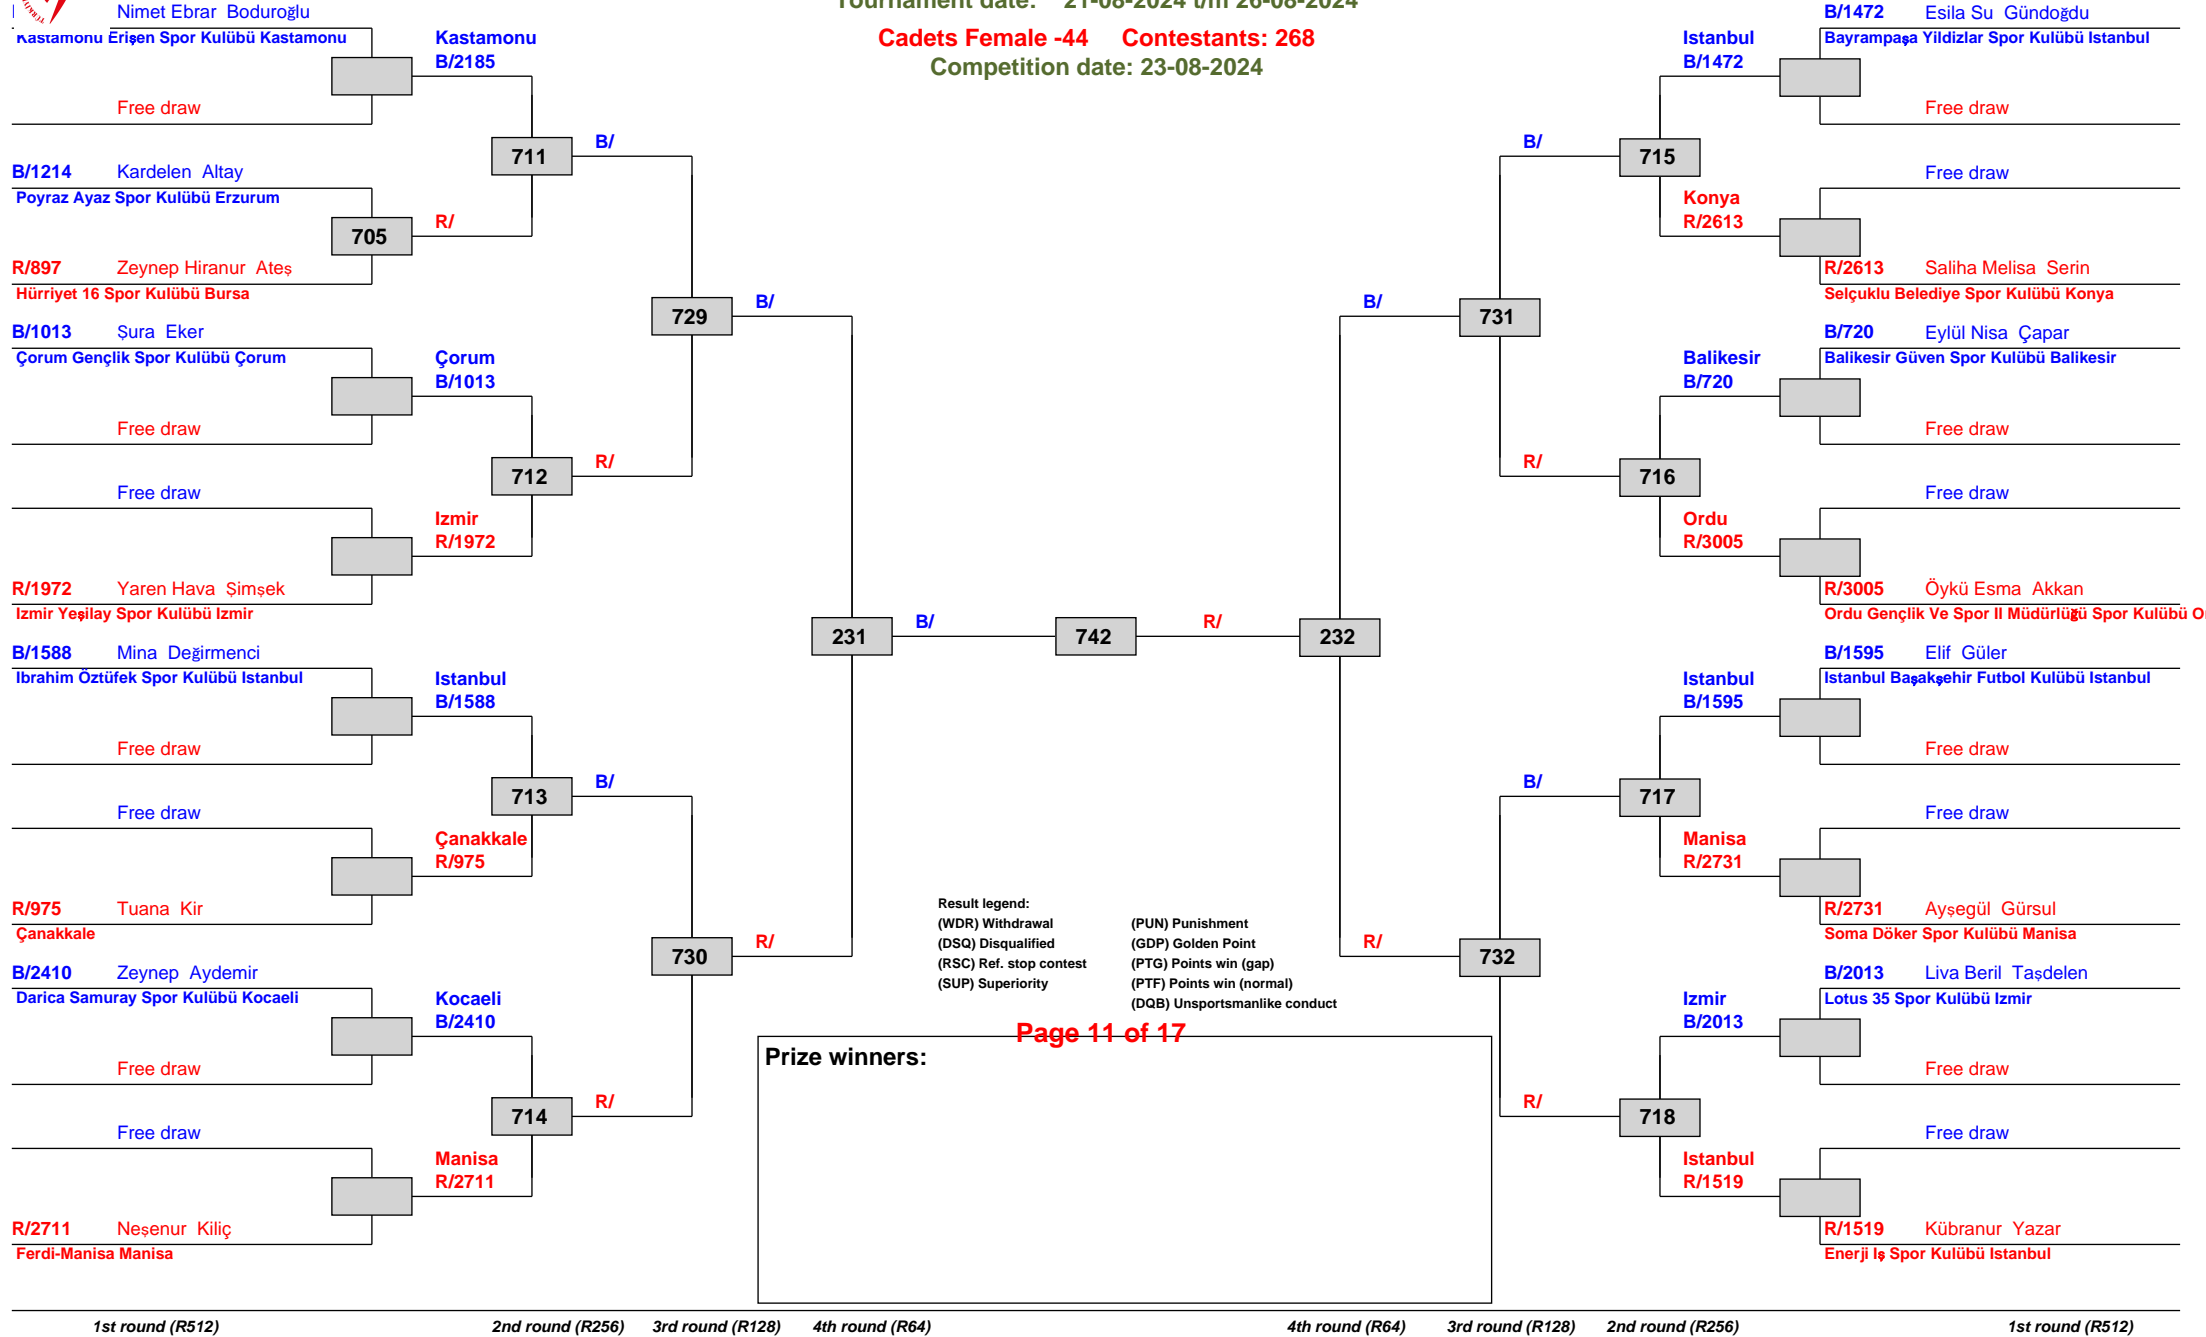 Tournament date: 21-08-2024 t/m 26-08-2024
Cadets Female -44 Contestants: 268
Competition date: 23-08-2024
Nimet Ebrar Boduroğlu
Kastamonu Erişen Spor Kulübü Kastamonu
Free draw
B/1214 Kardelen Altay
Poyraz Ayaz Spor Kulübü Erzurum
R/897 Zeynep Hiranur Ateş
Hürriyet 16 Spor Kulübü Bursa
B/1013 Şura Eker
Çorum Gençlik Spor Kulübü Çorum
Free draw
Free draw
R/1972 Yaren Hava Şimşek
Izmir Yeşilay Spor Kulübü Izmir
B/1588 Mina Değirmenci
Ibrahim Öztüfek Spor Kulübü Istanbul
Free draw
Free draw
R/975 Tuana Kir
Çanakkale
B/2410 Zeynep Aydemir
Darica Samuray Spor Kulübü Kocaeli
Free draw
Free draw
R/2711 Neşenur Kiliç
Ferdi-Manisa Manisa
705
Kastamonu
B/2185
R/
Çorum
B/1013
Izmir
R/1972
Istanbul
B/1588
Çanakkale
R/975
Kocaeli
B/2410
Manisa
R/2711
711
712
713
714
B/
R/
B/
R/
729
730
B/
R/
231
B/
742
R/
232
B/
R/
731
732
B/
R/
B/
R/
715
716
717
718
Istanbul
B/1472
Konya
R/2613
Balikesir
B/720
Ordu
R/3005
Istanbul
B/1595
Manisa
R/2731
Izmir
B/2013
Istanbul
R/1519
B/1472 Esila Su Gündoğdu
Bayrampaşa Yildizlar Spor Kulübü Istanbul
Free draw
Free draw
R/2613 Saliha Melisa Serin
Selçuklu Belediye Spor Kulübü Konya
B/720 Eylül Nisa Çapar
Balikesir Güven Spor Kulübü Balikesir
Free draw
Free draw
R/3005 Öykü Esma Akkan
Ordu Gençlik Ve Spor Il Müdürlüğü Spor Kulübü
B/1595 Elif Güler
Istanbul Başakşehir Futbol Kulübü Istanbul
Free draw
Free draw
R/2731 Ayşegül Gürsul
Soma Döker Spor Kulübü Manisa
B/2013 Liva Beril Taşdelen
Lotus 35 Spor Kulübü Izmir
Free draw
Free draw
R/1519 Kübranur Yazar
Enerji Iş Spor Kulübü Istanbul
Result legend:
(WDR) Withdrawal (PUN) Punishment
(DSQ) Disqualified (GDP) Golden Point
(RSC) Ref. stop contest (PTG) Points win (gap)
(SUP) Superiority (PTF) Points win (normal)
(DQB) Unsportsmanlike conduct
Page 11 of 17
Prize winners:
1st round (R512) 2nd round (R256) 3rd round (R128) 4th round (R64) 4th round (R64) 3rd round (R128) 2nd round (R256) 1st round (R512)